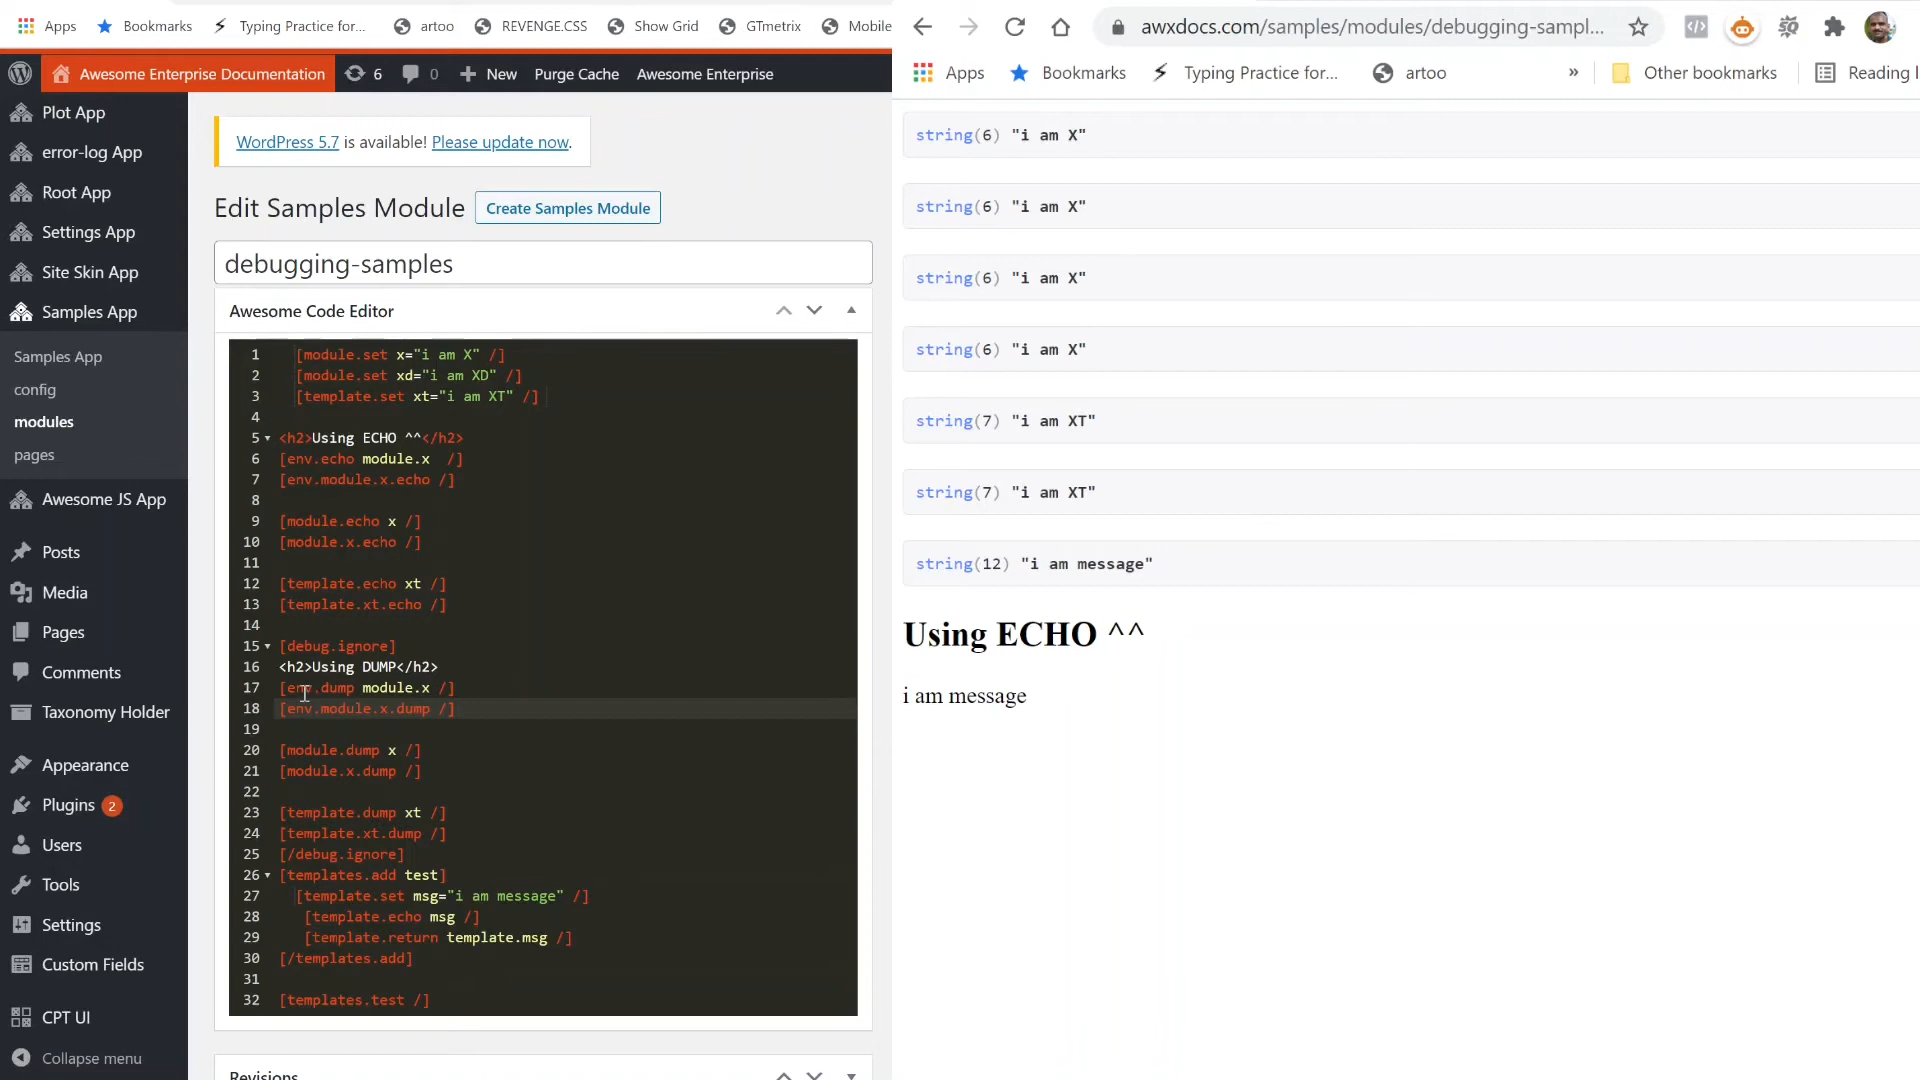 Apps Bookmarks Typing Practice for... artoo REVENGE.CSS Show Grid GTmetrix Mobile
Awesome Enterprise Documentation 6 0 New Purge Cache Awesome Enterprise
Plot App
error-log App
Root App
Settings App
Site Skin App
Samples App
Samples App
config
modules
pages
Awesome JS App
Posts
Media
Pages
Comments
Taxonomy Holder
Appearance
Plugins 2
Users
Tools
Settings
Custom Fields
CPT UI
Collapse menu
WordPress 5.7 is available! Please update now.
Edit Samples Module Create Samples Module
debugging-samples
Awesome Code Editor
1 [module.set x="i am X" /]
2 [module.set xd="i am XD" /]
3 [template.set xt="i am XT" /]
4
5 <h2>Using ECHO ^^</h2>
6 [env.echo module.x /]
7 [env.module.x.echo /]
8
9 [module.echo x /]
10 [module.x.echo /]
11
12 [template.echo xt /]
13 [template.xt.echo /]
14
15 [debug.ignore]
16 <h2>Using DUMP</h2>
17 [env.dump module.x /]
18 [env.module.x.dump /]
19
20 [module.dump x /]
21 [module.x.dump /]
22
23 [template.dump xt /]
24 [template.xt.dump /]
25 [/debug.ignore]
26 [templates.add test]
27 [template.set msg="i am message" /]
28 [template.echo msg /]
29 [template.return template.msg /]
30 [/templates.add]
31
32 [templates.test /]
Revisions
awxdocs.com/samples/modules/debugging-sampl...
Apps Bookmarks Typing Practice for... artoo » Other bookmarks Reading l
string(6) "i am X"
string(6) "i am X"
string(6) "i am X"
string(6) "i am X"
string(7) "i am XT"
string(7) "i am XT"
string(12) "i am message"
Using ECHO ^^
i am message